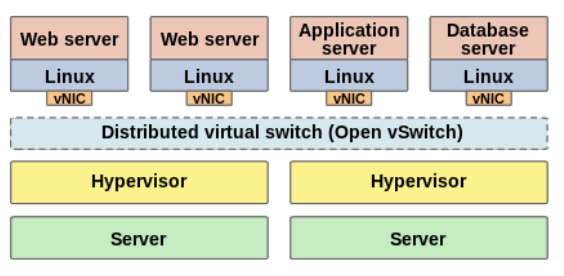 Web server
Web server
Application
server
Database
server
Linux
Linux
Linux
Linux
vNIC
vNIC
vNIC
vNIC
Distributed virtual switch (Open vSwitch)
Hypervisor
Hypervisor
Server
Server